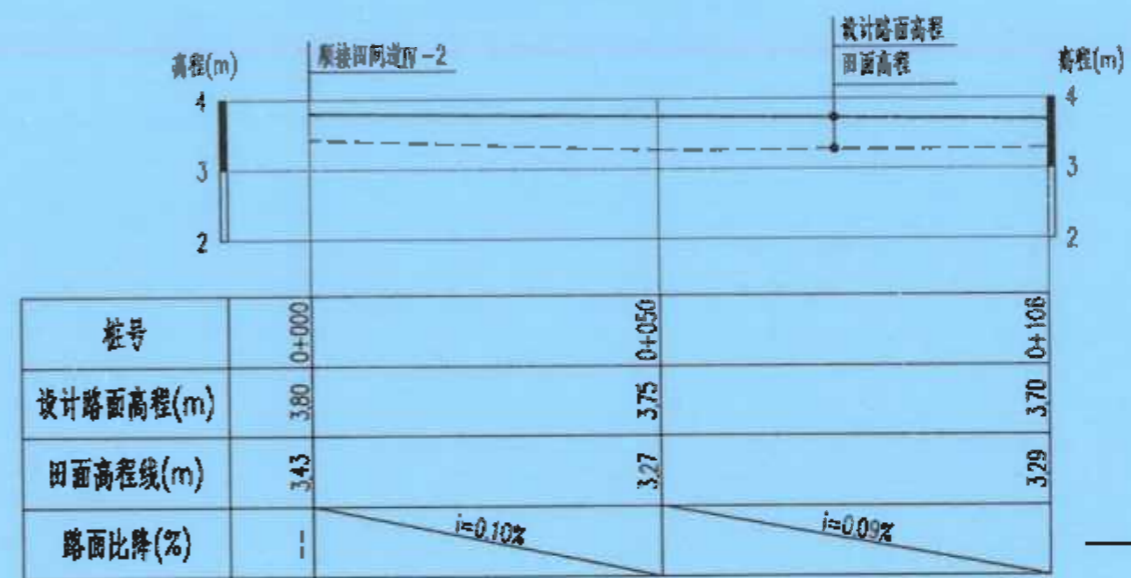 设计路面高程
高程(m)
顺接田间道Ⅳ-2
田面高程
高程(m)
4
4
3
3
2
2
桩号
0+000
0+050
0+108
设计路面高程(m)
3.80
3.75
3.70
田面高程线(m)
3.43
3.27
3.29
路面比降(%)
--
i=0.10%
i=0.09%